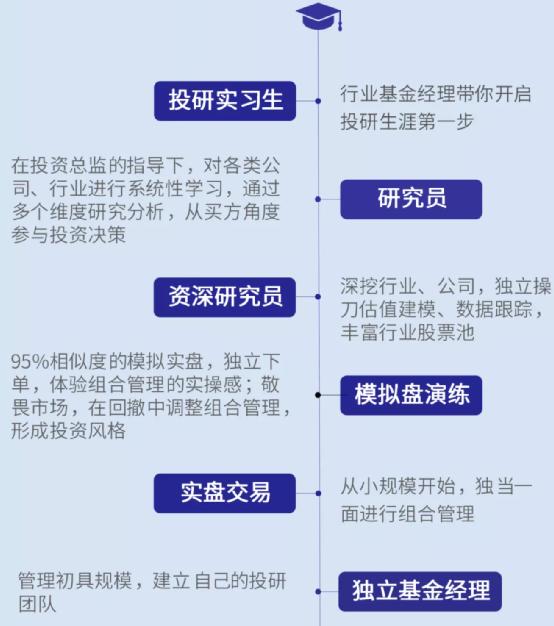 投研实习生
行业基金经理带你开启
投研生涯第一步
研究员
在投资总监的指导下，对各类公
司、行业进行系统性学习，通过
多个维度研究分析，从买方角度
参与投资决策
资深研究员
深挖行业、公司，独立操
刀估值建模、数据跟踪，
丰富行业股票池
模拟盘演练
95%相似度的模拟实盘，独立下
单，体验组合管理的实操感；敬
畏市场，在回撤中调整组合管理，
形成投资风格
实盘交易
从小规模开始，独当一
面进行组合管理
独立基金经理
管理初具规模，建立自己的投研
团队